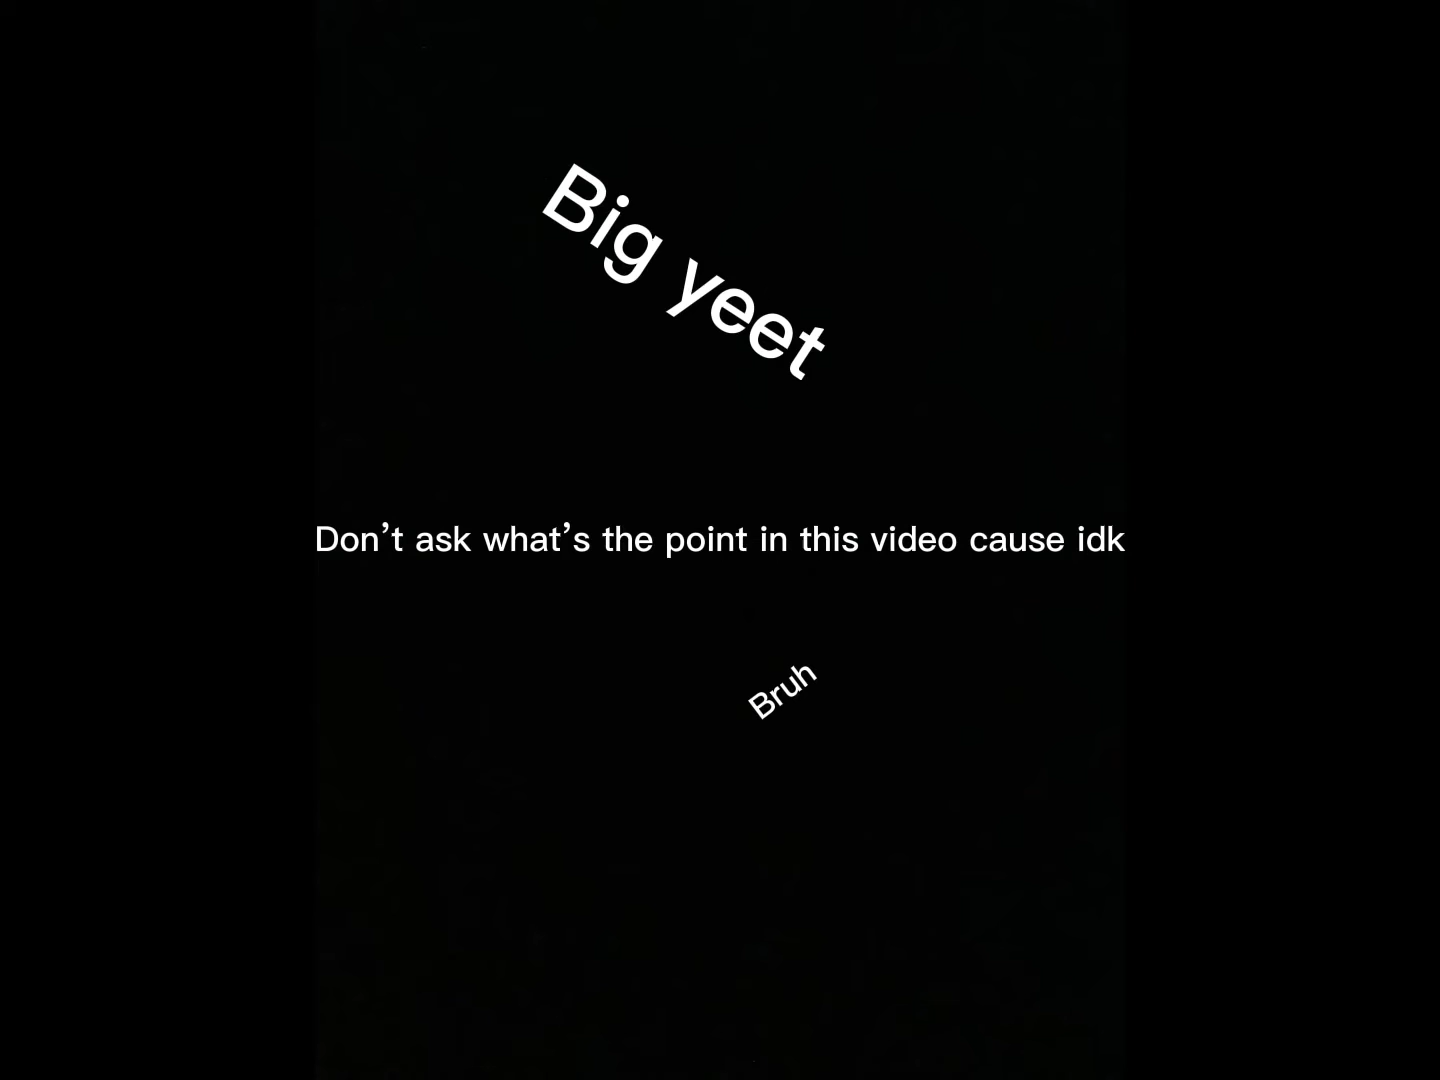 Big yeet
Don’t ask what’s the point in this video cause idk
Bruh